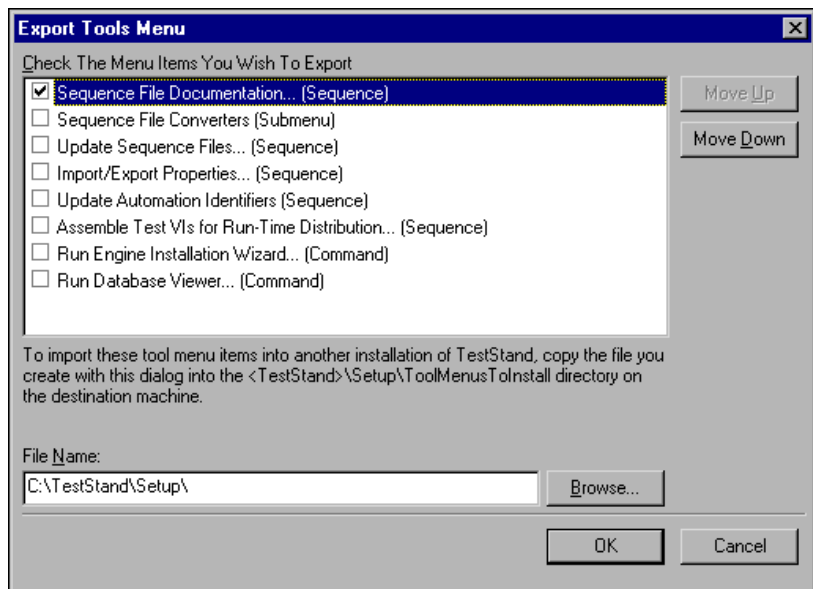 Export Tools Menu
Check The Menu Items You Wish To Export
Sequence File Documentation... (Sequence)
Move Up
Sequence File Converters (Submenu)
Update Sequence Files... (Sequence)
Move Down
Import/Export Properties... (Sequence)
Update Automation Identifiers (Sequence)
Assemble Test VIs for Run-Time Distribution... (Sequence)
Run Engine Installation Wizard... (Command)
Run Database Viewer... (Command)
To import these tool menu items into another installation of TestStand, copy the file you
create with this dialog into the <TestStand>\Setup\ToolMenusToInstall directory on
the destination machine.
File Name:
C:\TestStand\Setup\
Browse...
OK
Cancel